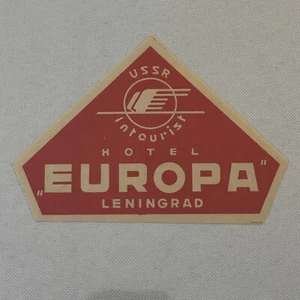 USSR
Intourist
HOTEL
„EUROPA"
LENINGRAD